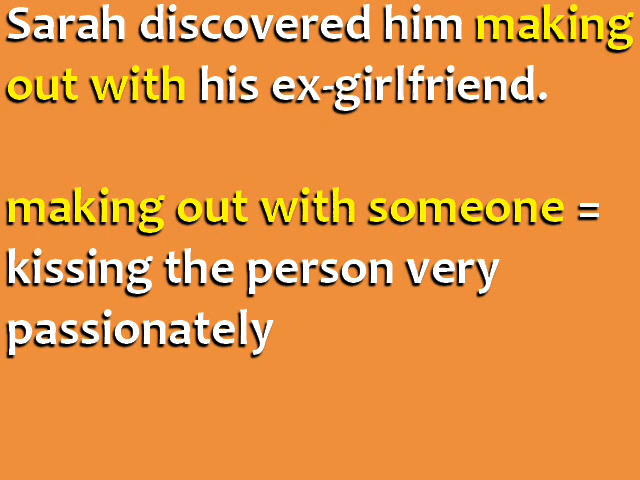 Sarah discovered him making
out with his ex-girlfriend.
making out with someone =
kissing the person very
passionately